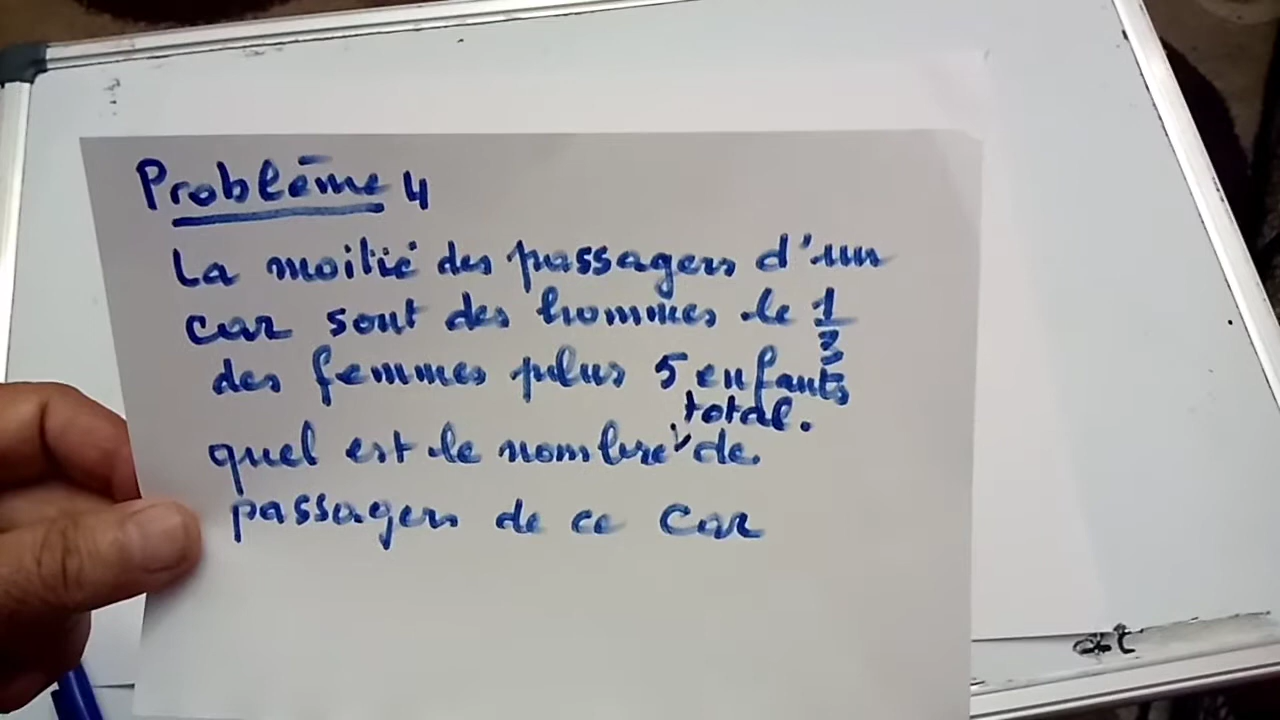 Problème 4
La moitié des passagers d'un
car sont des hommes le 1/3
des femmes plus 5 enfants
total.
quel est le nombre de
passagers de ce car
at